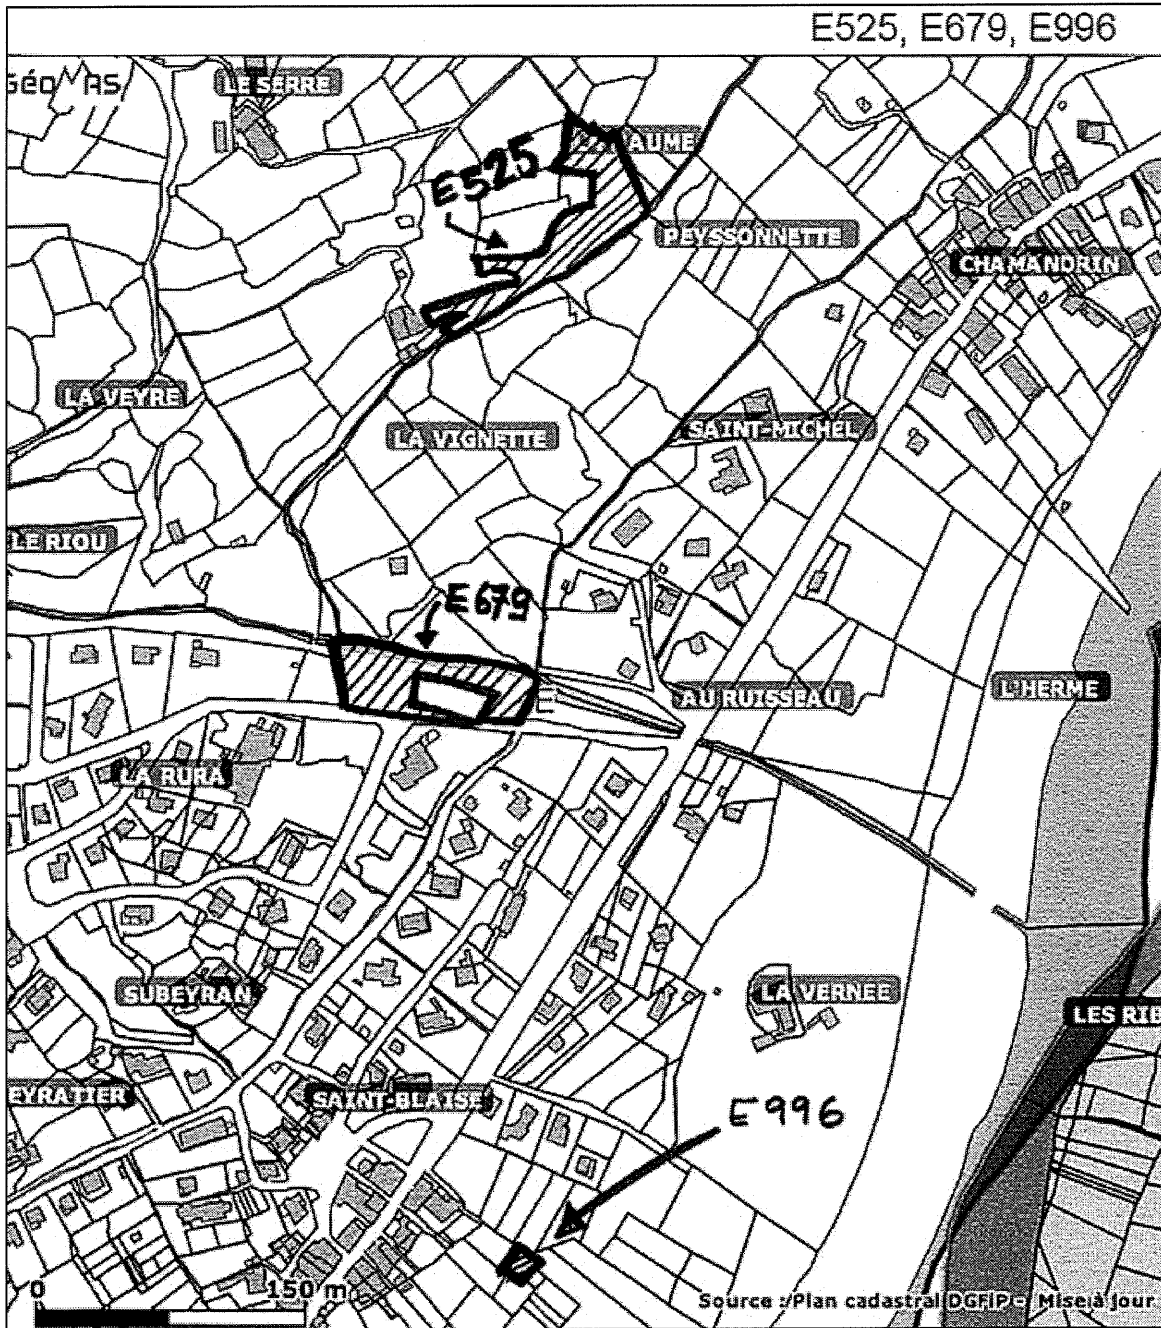 E525, E679, E996
GéoMAS
LE SERRE
AUME
E525
PEYSSONNETTE
CHAMANDRIN
LA VEYRE
LA VIGNETTE
SAINT-MICHEL
LE RIOU
E679
AU RUISSEAU
L'HERME
LA RURA
SUBEYRAN
LA VERNEE
LES RIB
EYRATIER
SAINT-BLAISE
E996
0 150 m
Source :Plan cadastral DGFIP - Mise à jour